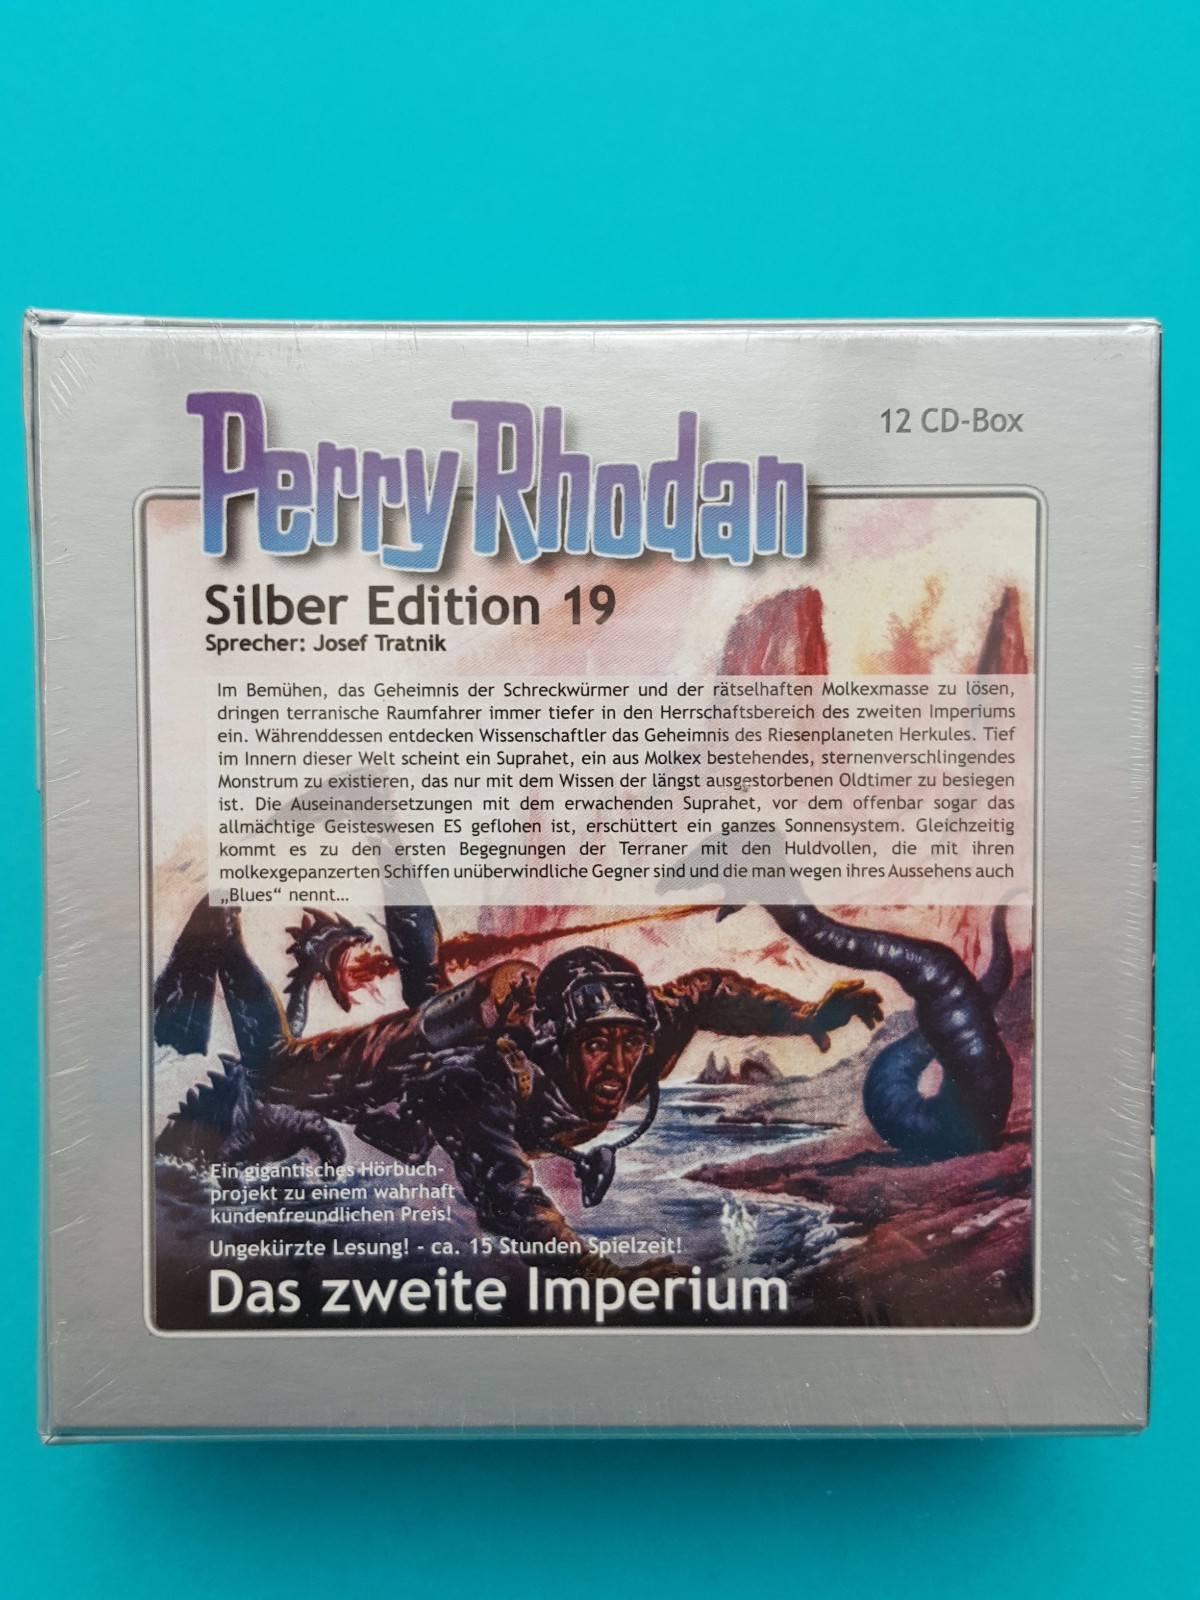 Perry Rhodan
12 CD-Box
Silber Edition 19
Sprecher: Josef Tratnik
Im Bemühen, das Geheimnis der Schreckwürmer und der rätselhaften Molkexmasse zu lösen,
dringen terranische Raumfahrer immer tiefer in den Herrschaftsbereich des zweiten Imperiums
ein. Währenddessen entdecken Wissenschaftler das Geheimnis des Riesenplaneten Herkules. Tief
im Innern dieser Welt scheint ein Suprahet, ein aus Molkex bestehendes, sternenverschlingendes
Monstrum zu existieren, das nur mit dem Wissen der längst ausgestorbenen Oldtimer zu besiegen
ist. Die Auseinandersetzungen mit dem erwachenden Suprahet, vor dem offenbar sogar das
allmächtige Geisteswesen ES geflohen ist, erschüttert ein ganzes Sonnensystem. Gleichzeitig
kommt es zu den ersten Begegnungen der Terraner mit den Huldvollen, die mit ihren
molkexgepanzerten Schiffen unüberwindliche Gegner sind und die man wegen ihres Aussehens auch
„Blues“ nennt...
Ein gigantisches Hörbuch-
projekt zu einem wahrhaft
kundenfreundlichen Preis!
Ungekürzte Lesung! - ca. 15 Stunden Spielzeit!
Das zweite Imperium